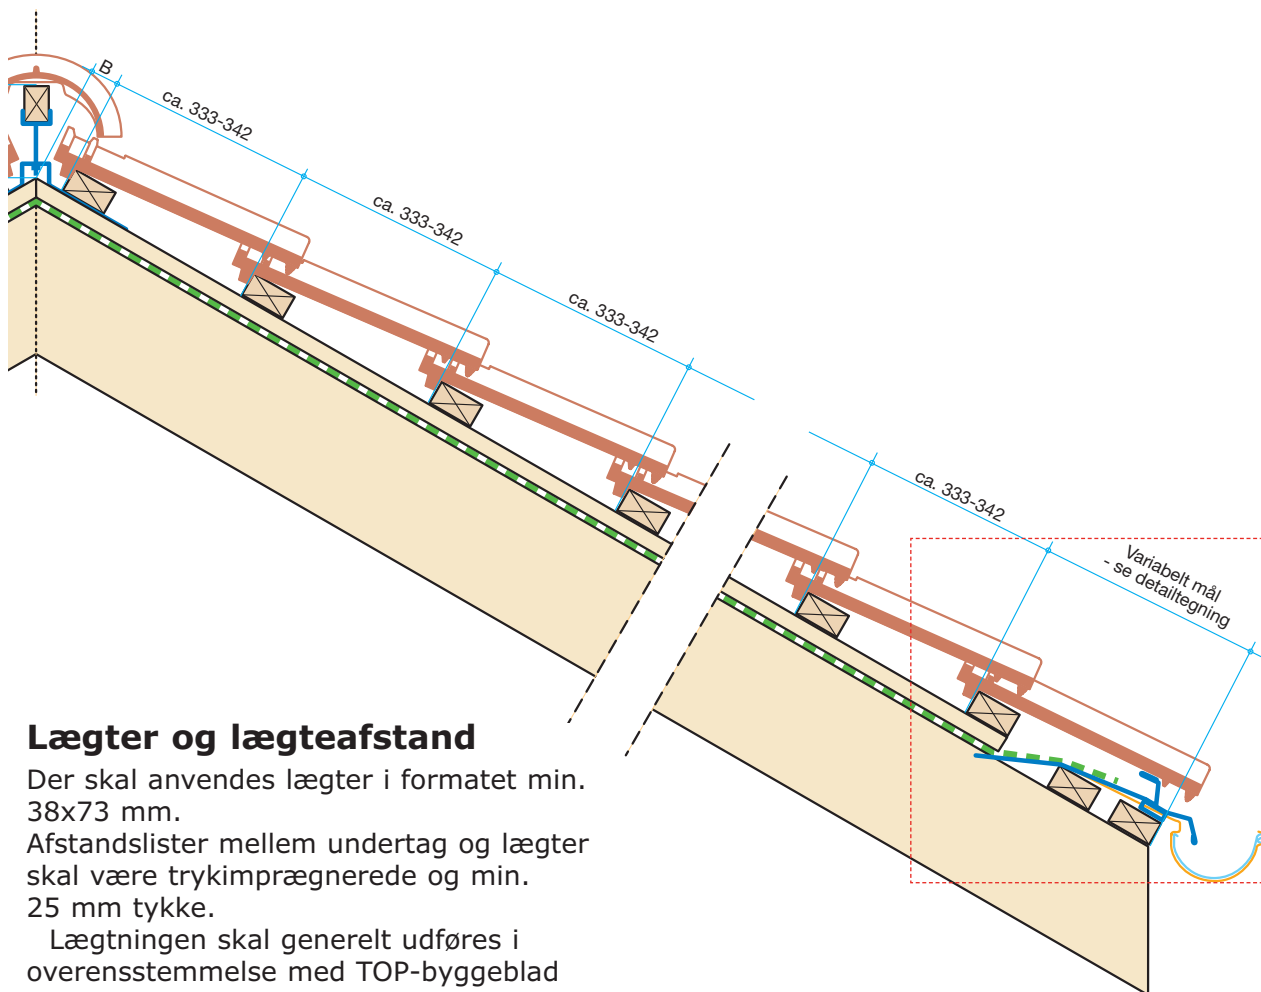 B
ca. 333-342
ca. 333-342
ca. 333-342
ca. 333-342
Variabelt mål
- se detailtegning
Lægter og lægteafstand
Der skal anvendes lægter i formatet min.
38x73 mm.
Afstandslister mellem undertag og lægter
skal være trykimprægnerede og min.
25 mm tykke.
Lægtningen skal generelt udføres i
overensstemmelse med TOP-byggeblad